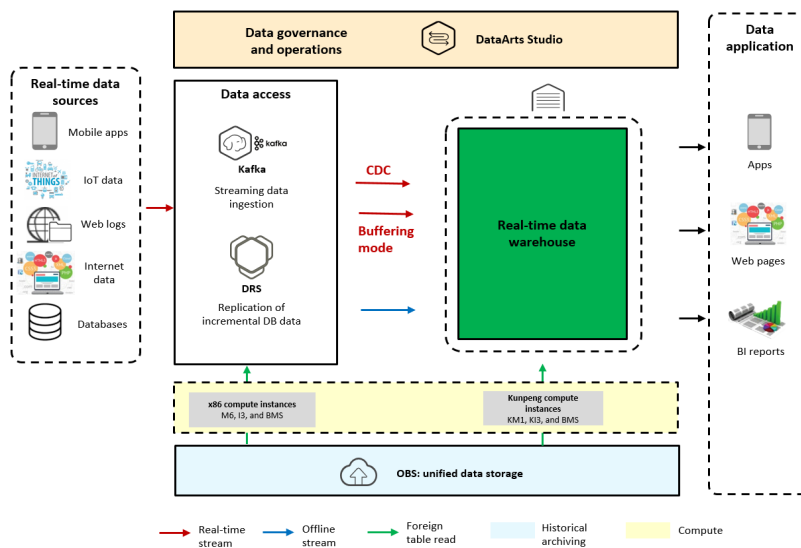 Data governance
and operations
DataArts Studio
Data
application
Real-time data
sources
Mobile apps
INTERNET
of
THINGS
IoT data
Web logs
Internet
data
Databases
Data access
kafka
Kafka
Streaming data
ingestion
DRS
Replication of
incremental DB data
CDC
Buffering
mode
Real-time data
warehouse
Apps
Web pages
BI reports
x86 compute instances
M6, I3, and BMS
Kunpeng compute
instances
KM1, KI3, and BMS
OBS: unified data storage
Real-time
stream
Offline
stream
Foreign
table read
Historical
archiving
Compute